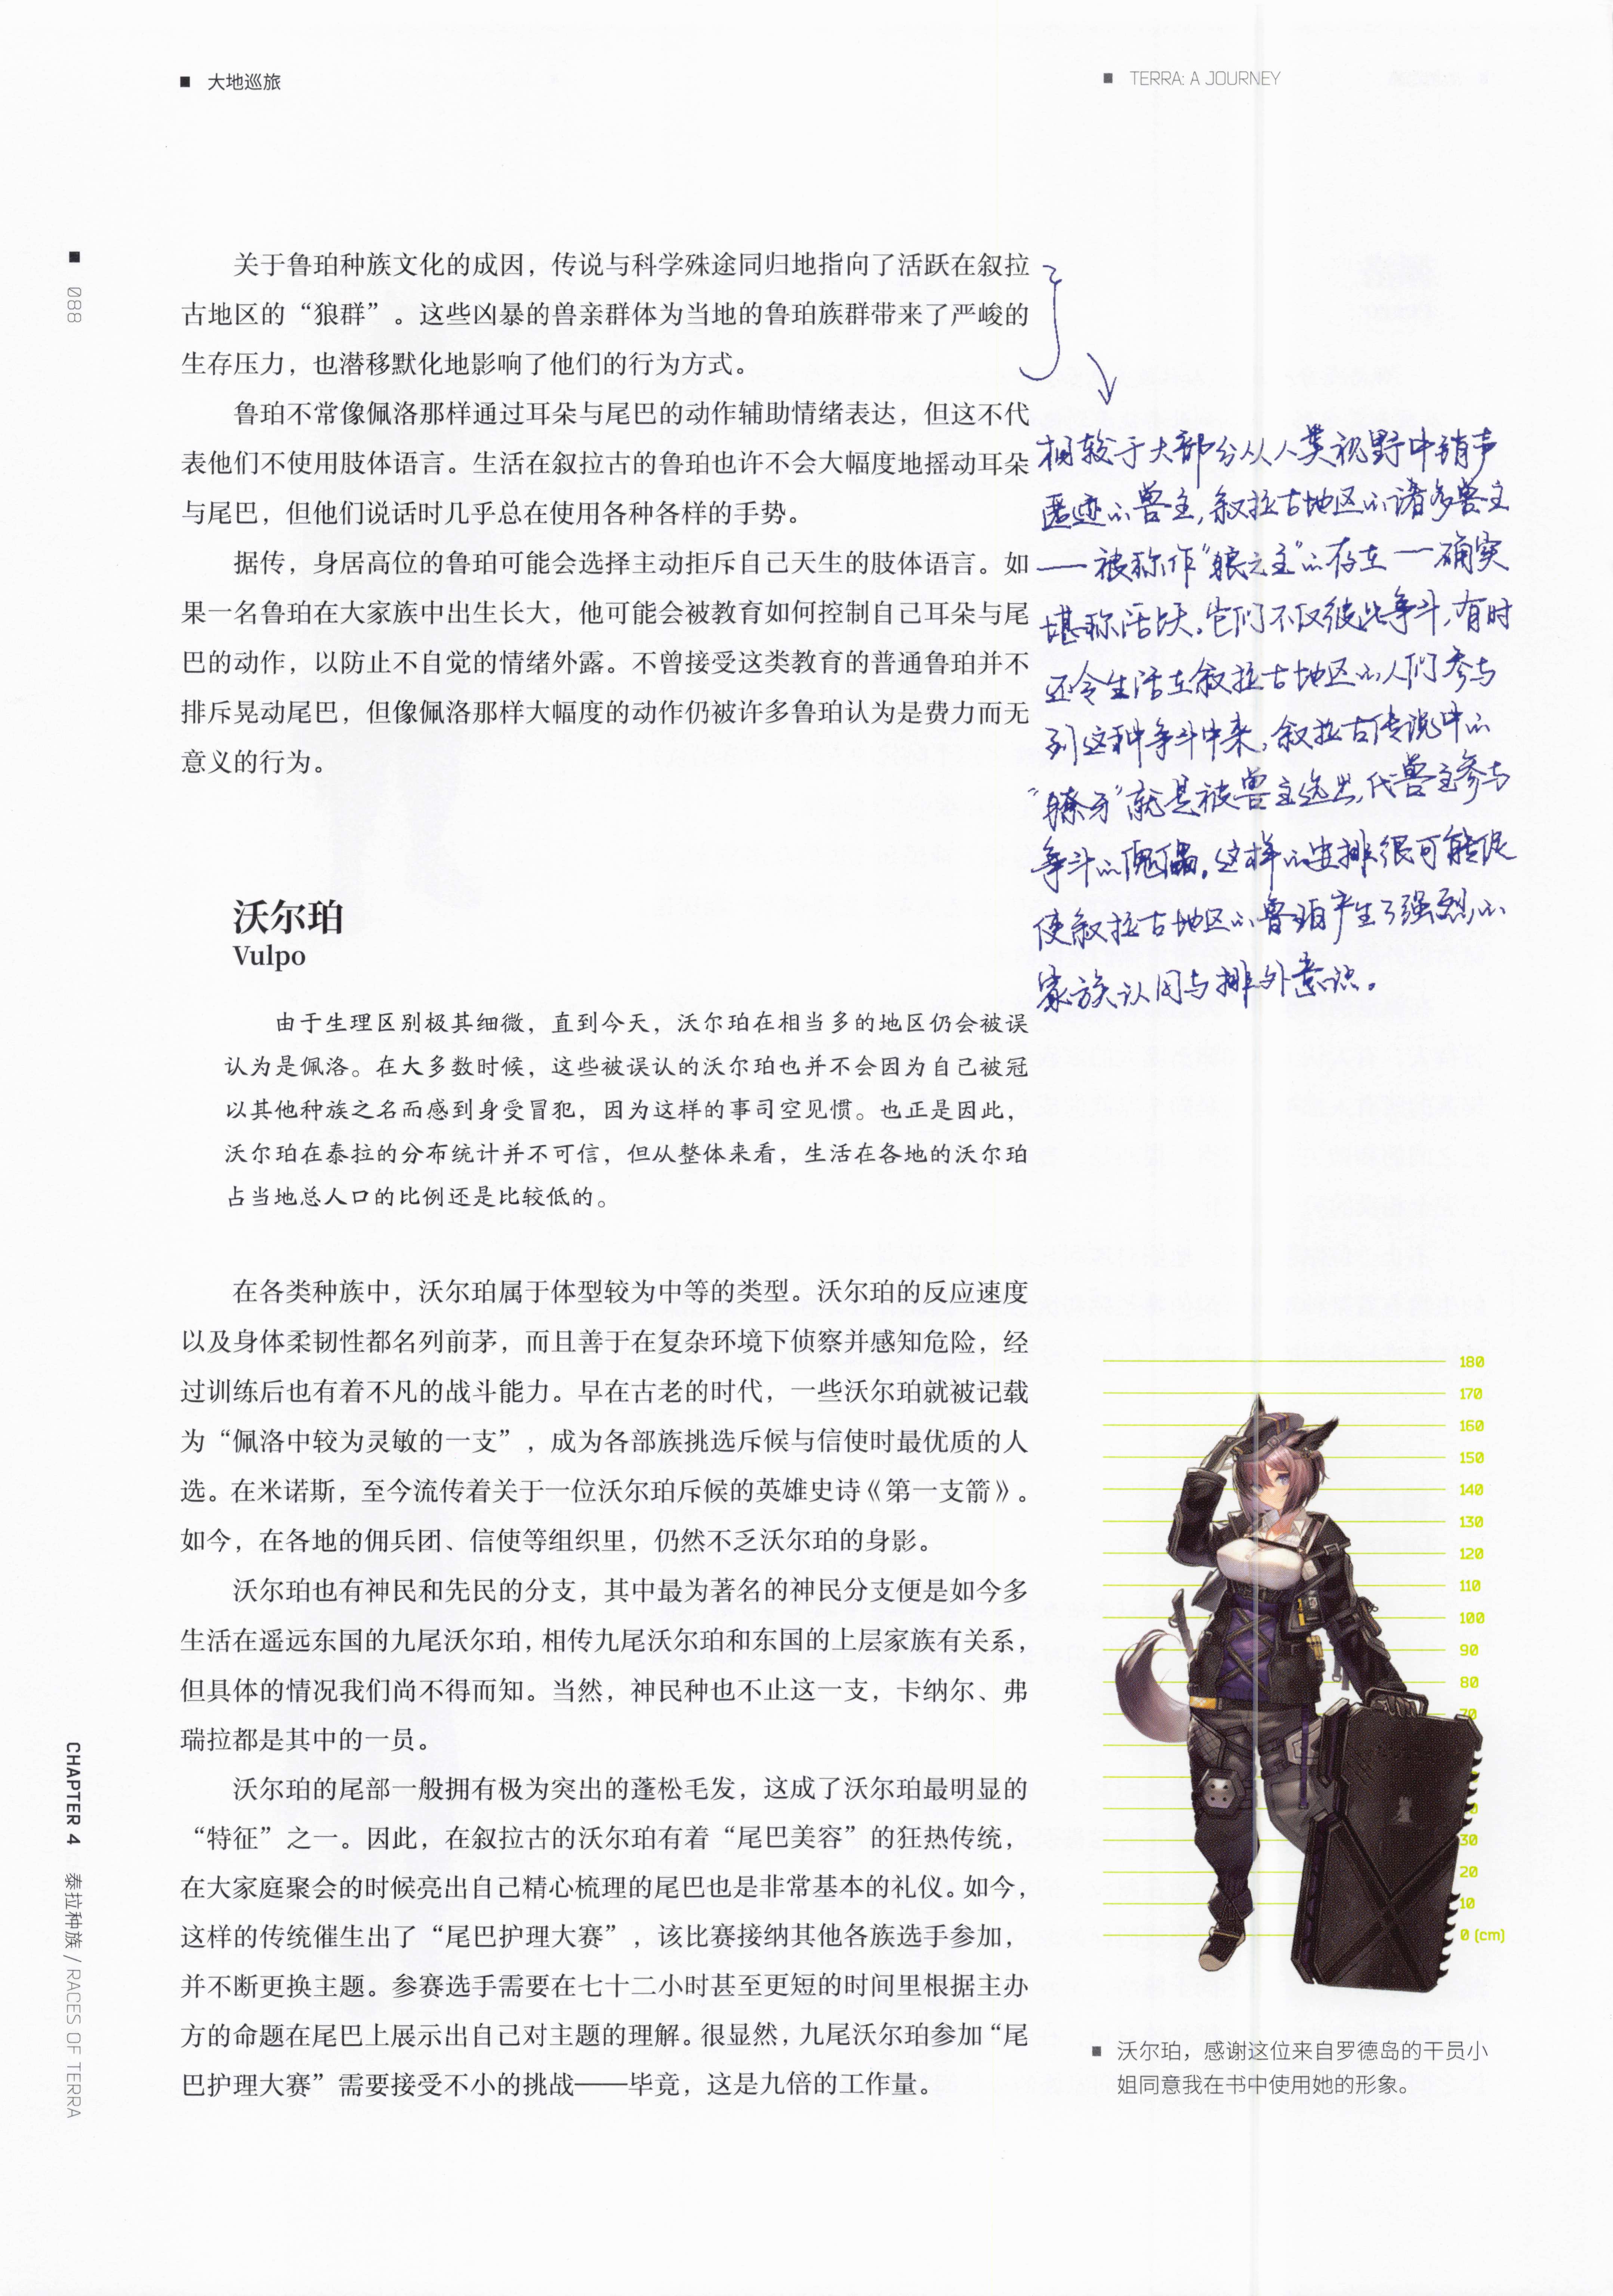 大地巡旅
TERRA: A JOURNEY
088
关于鲁珀种族文化的成因，传说与科学殊途同归地指向了活跃在叙拉
古地区的“狼群”。这些凶暴的兽亲群体为当地的鲁珀族群带来了严峻的
生存压力，也潜移默化地影响了他们的行为方式。
鲁珀不常像佩洛那样通过耳朵与尾巴的动作辅助情绪表达，但这不代
表他们不使用肢体语言。生活在叙拉古的鲁珀也许不会大幅度地摇动耳朵
与尾巴，但他们说话时几乎总在使用各种各样的手势。
据传，身居高位的鲁珀可能会选择主动拒斥自己天生的肢体语言。如
果一名鲁珀在大家族中出生长大，他可能会被教育如何控制自己耳朵与尾
巴的动作，以防止不自觉的情绪外露。不曾接受这类教育的普通鲁珀并不
排斥晃动尾巴，但像佩洛那样大幅度的动作仍被许多鲁珀认为是费力而无
意义的行为。
相较于大部分从人类视野中销声
匿迹的兽主，叙拉古地区的诸多兽主
——被称作“狼之主”的存在——确实
堪称活跃。它们不仅彼此争斗，有时
还令生活在叙拉古地区的人们参与
到这种争斗中来，叙拉古传说中的
“獠牙”就是被兽主选出，代兽主参与
争斗的傀儡。这样的安排很可能促
使叙拉古地区的鲁珀产生了强烈的
家族认同与排外意识。
沃尔珀
Vulpo
由于生理区别极其细微，直到今天，沃尔珀在相当多的地区仍会被误
认为是佩洛。在大多数时候，这些被误认的沃尔珀也并不会因为自己被冠
以其他种族之名而感到身受冒犯，因为这样的事司空见惯。也正是因此，
沃尔珀在泰拉的分布统计并不可信，但从整体来看，生活在各地的沃尔珀
占当地总人口的比例还是比较低的。
在各类种族中，沃尔珀属于体型较为中等的类型。沃尔珀的反应速度
以及身体柔韧性都名列前茅，而且善于在复杂环境下侦察并感知危险，经
过训练后也有着不凡的战斗能力。早在古老的时代，一些沃尔珀就被记载
为“佩洛中较为灵敏的一支”，成为各部族挑选斥候与信使时最优质的人
选。在米诺斯，至今流传着关于一位沃尔珀斥候的英雄史诗《第一支箭》。
如今，在各地的佣兵团、信使等组织里，仍然不乏沃尔珀的身影。
沃尔珀也有神民和先民的分支，其中最为著名的神民分支便是如今多
生活在遥远东国的九尾沃尔珀，相传九尾沃尔珀和东国的上层家族有关系，
但具体的情况我们尚不得而知。当然，神民种也不止这一支，卡纳尔、弗
瑞拉都是其中的一员。
沃尔珀的尾部一般拥有极为突出的蓬松毛发，这成了沃尔珀最明显的
“特征”之一。因此，在叙拉古的沃尔珀有着“尾巴美容”的狂热传统，
在大家庭聚会的时候亮出自己精心梳理的尾巴也是非常基本的礼仪。如今，
这样的传统催生出了“尾巴护理大赛”，该比赛接纳其他各族选手参加，
并不断更换主题。参赛选手需要在七十二小时甚至更短的时间里根据主办
方的命题在尾巴上展示出自己对主题的理解。很显然，九尾沃尔珀参加“尾
巴护理大赛”需要接受不小的挑战——毕竟，这是九倍的工作量。
180
170
160
150
140
130
120
110
100
90
80
70
30
20
10
0 (cm)
沃尔珀，感谢这位来自罗德岛的干员小
姐同意我在书中使用她的形象。
CHAPTER 4 泰拉种族 / RACES OF TERRA